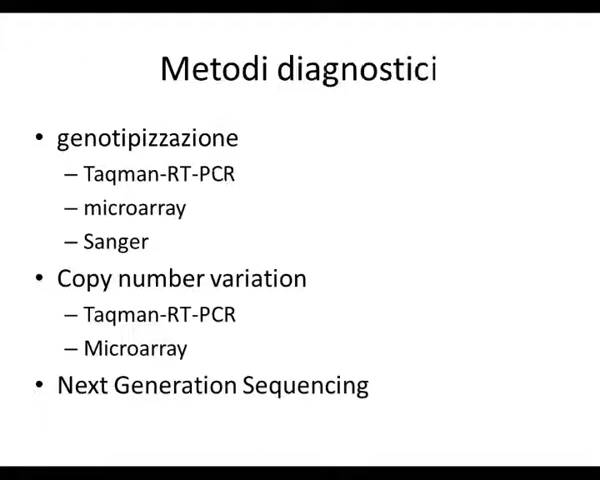 Metodi diagnostici
• genotipizzazione
– Taqman-RT-PCR
– microarray
– Sanger
• Copy number variation
– Taqman-RT-PCR
– Microarray
• Next Generation Sequencing